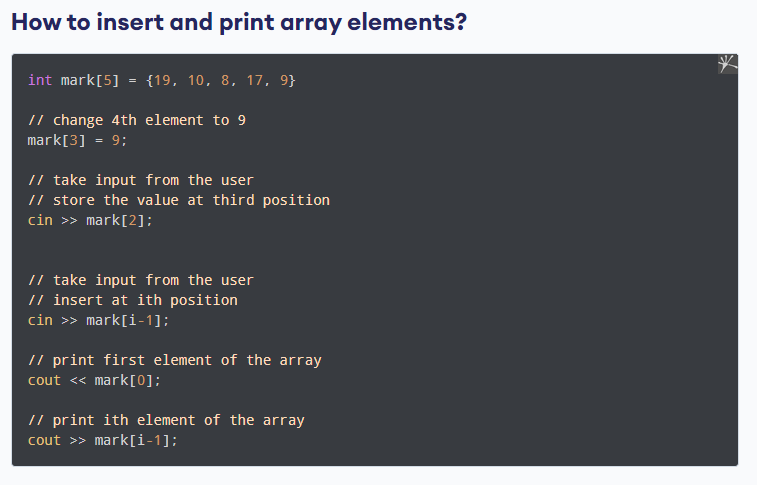 How to insert and print array elements?
int mark[5] = {19, 10, 8, 17, 9}
// change 4th element to 9
mark[3] = 9;
// take input from the user
// store the value at third position
cin >> mark[2];
// take input from the user
// insert at ith position
cin >> mark[i-1];
// print first element of the array
cout << mark[0];
// print ith element of the array
cout >> mark[i-1];